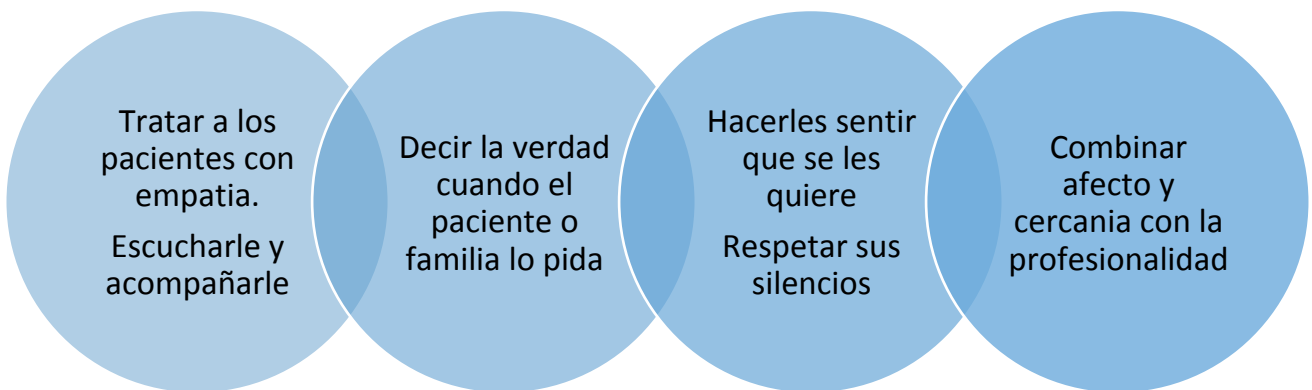 Tratar a los
pacientes con
empatia.
Escucharle y
acompañarle
Decir la verdad
cuando el
paciente o
familia lo pida
Hacerles sentir
que se les
quiere
Respetar sus
silencios
Combinar
afecto y
cercania con la
profesionalidad